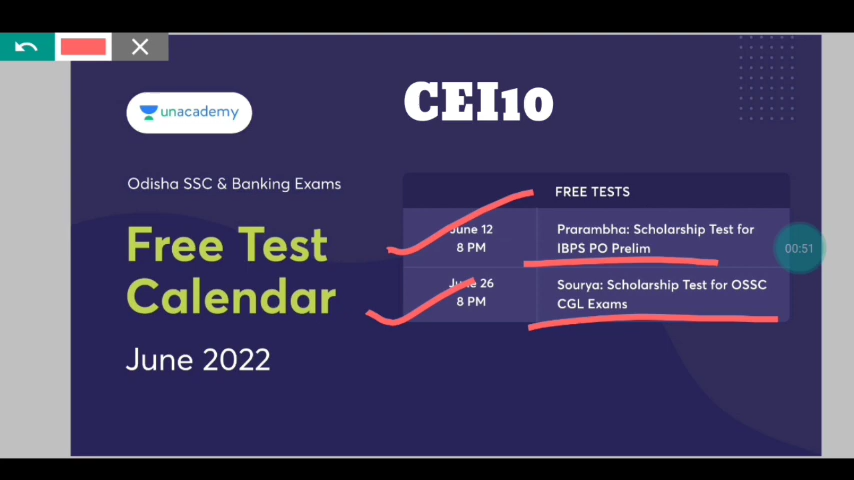 unacademy
CEI10
Odisha SSC & Banking Exams
Free Test
Calendar
June 2022
FREE TESTS
June 12
8 PM
Prarambha: Scholarship Test for
IBPS PO Prelim
June 26
8 PM
Sourya: Scholarship Test for OSSC
CGL Exams
00:51